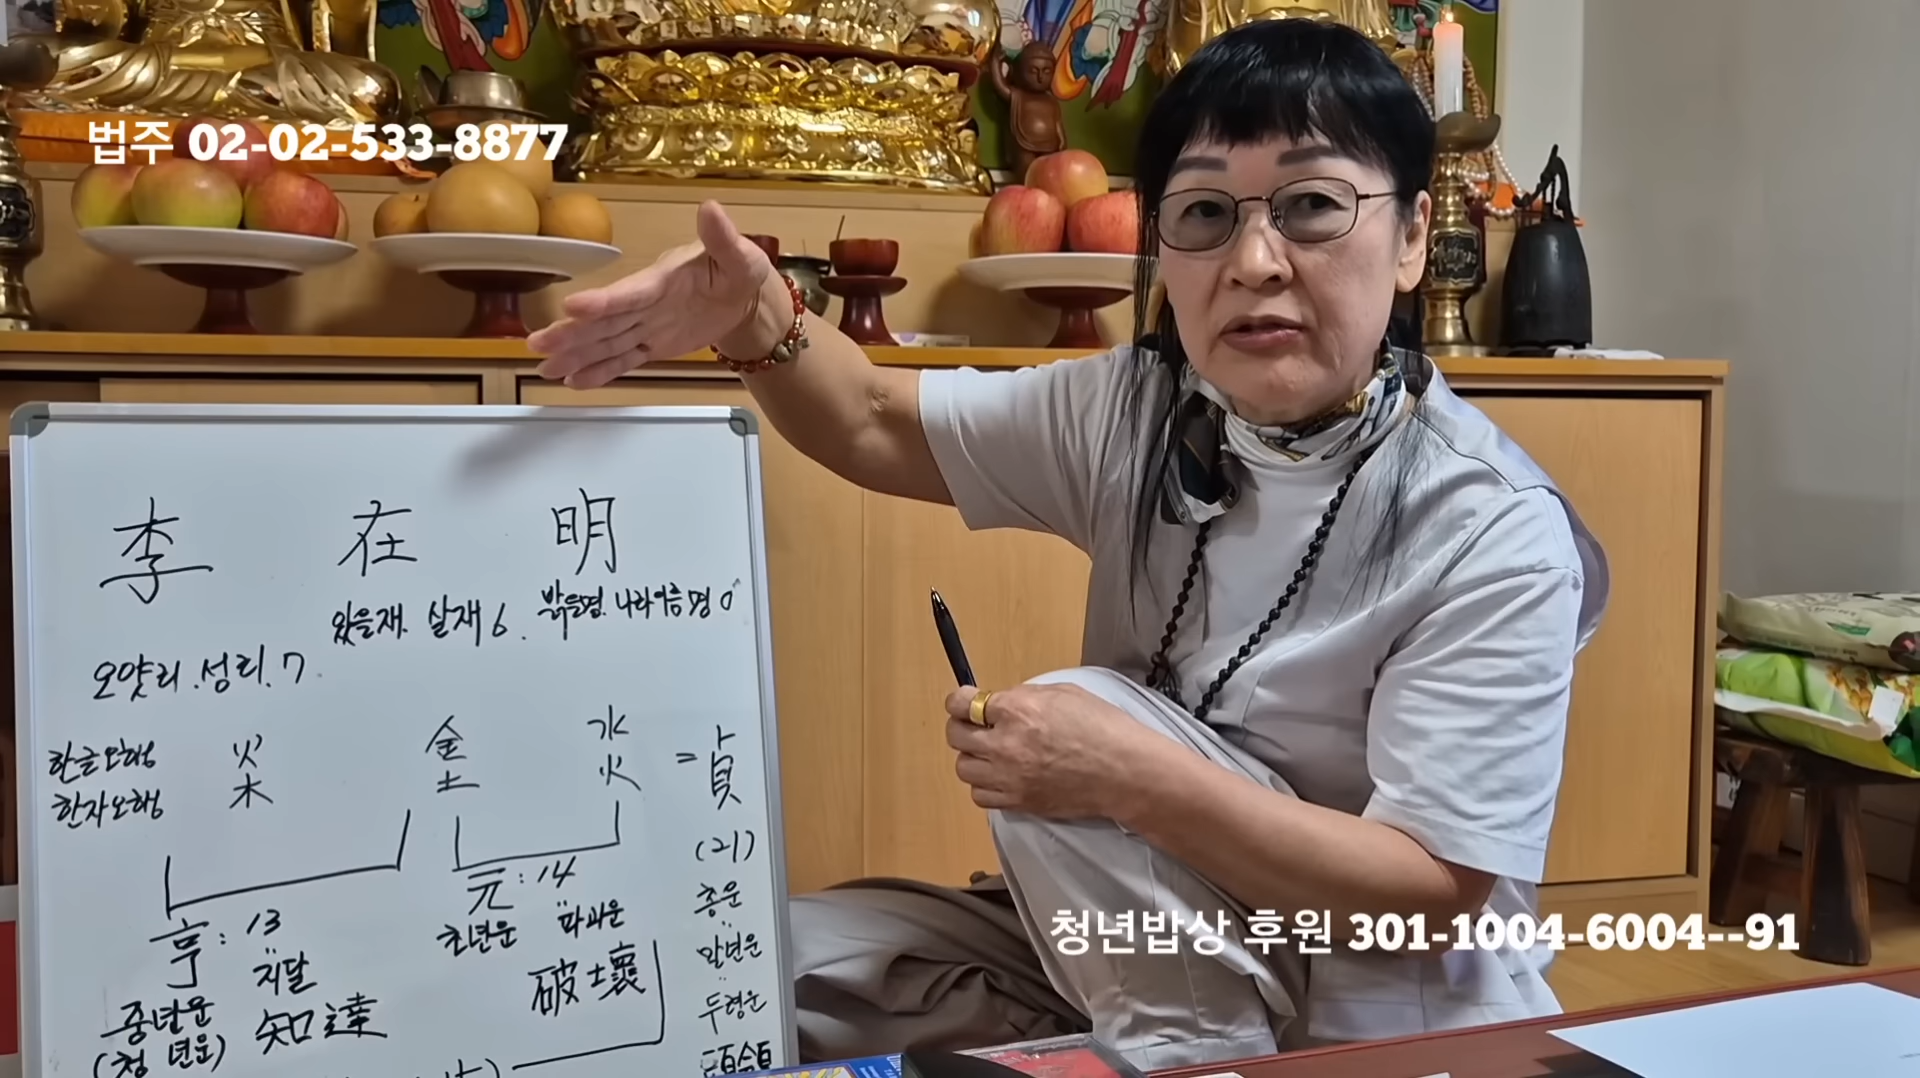 법주 02-02-533-8877
李 在 明
있을재. 살재 6. 밝을명. 나라이름 명 0
오얏리. 성리. 7.
한글오행 火 金 水
한자오행 木 土 火
= 貞
(21)
亨: 13
지달
知達
중년운
(청년운)
元: 14
초년운 파괴운
破壞
총운
말년운
두령운
頭領
청년밥상 후원 301-1004-6004--91